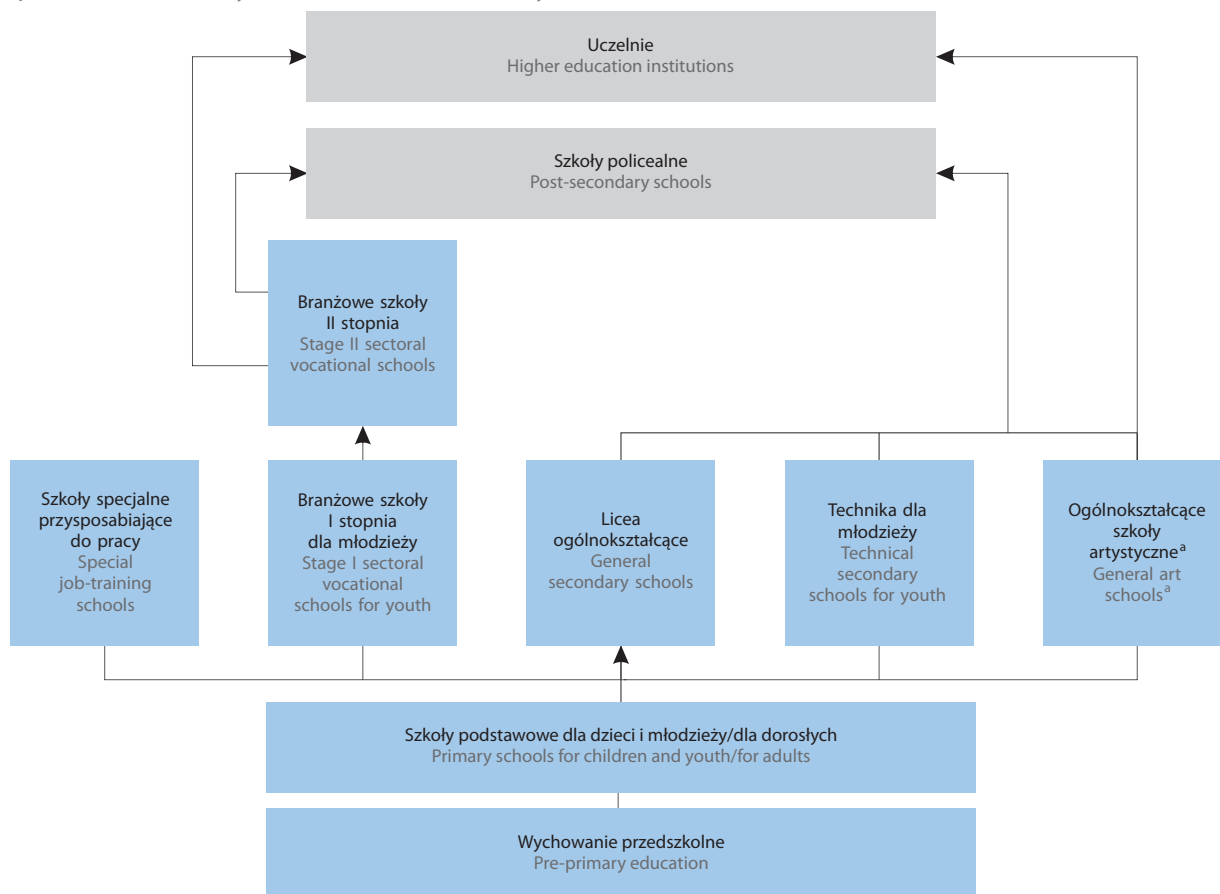 Uczelnie
Higher education institutions
Szkoły policealne
Post-secondary schools
Branżowe szkoły
II stopnia
Stage II sectoral
vocational schools
Szkoły specjalne
przysposabiające
do pracy
Special
job-training
schools
Branżowe szkoły
I stopnia
dla młodzieży
Stage I sectoral
vocational
schools for youth
Licea
ogólnokształcące
General
secondary schools
Technika dla
młodzieży
Technical
secondary
schools for youth
Ogólnokształcące
szkoły
artystyczneᵃ
General art
schoolsᵃ
Szkoły podstawowe dla dzieci i młodzieży/dla dorosłych
Primary schools for children and youth/for adults
Wychowanie przedszkolne
Pre-primary education